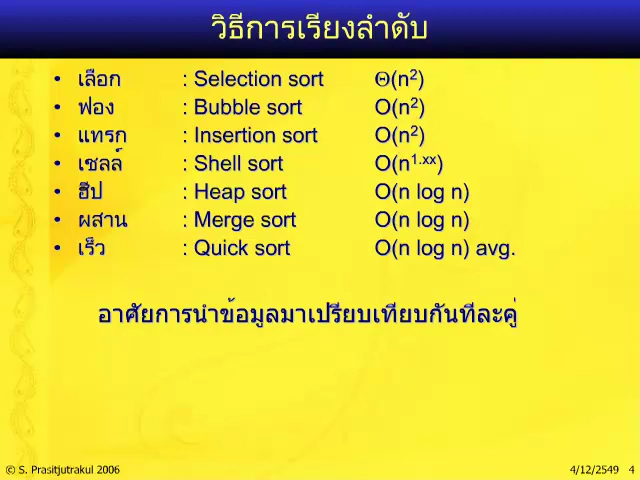 วิธีการเรียงลำดับ
• เลือก : Selection sort Θ(n²)
• ฟอง : Bubble sort O(n²)
• แทรก : Insertion sort O(n²)
• เชลล์ : Shell sort O(n¹·ˣˣ)
• ฮีป : Heap sort O(n log n)
• ผสาน : Merge sort O(n log n)
• เร็ว : Quick sort O(n log n) avg.
อาศัยการนำข้อมูลมาเปรียบเทียบกันทีละคู่
© S. Prasitjutrakul 2006 4/12/2549 4